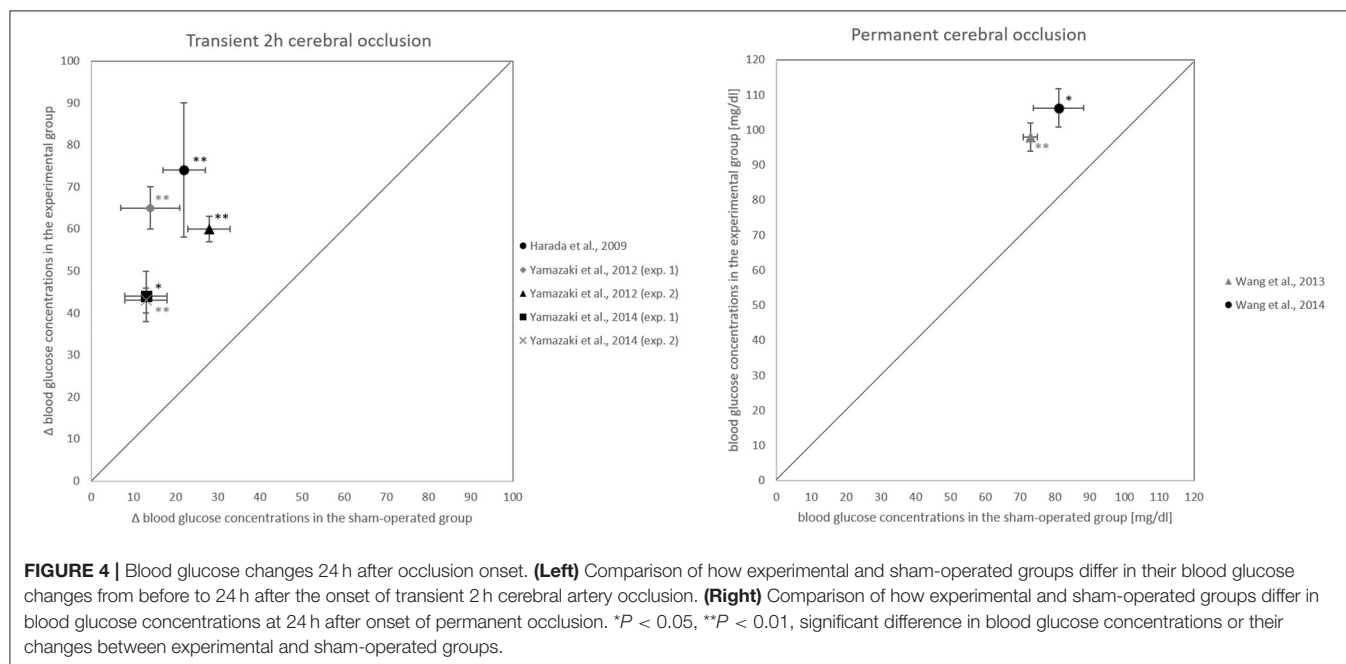 Transient 2h cerebral occlusion
Δ blood glucose concentrations in the experimental group
100
90
80
70
60
50
40
30
20
10
0
**
**
**
*
**
0 10 20 30 40 50 60 70 80 90 100
Δ blood glucose concentrations in the sham-operated group
Harada et al., 2009
Yamazaki et al., 2012 (exp. 1)
Yamazaki et al., 2012 (exp. 2)
Yamazaki et al., 2014 (exp. 1)
Yamazaki et al., 2014 (exp. 2)
Permanent cerebral occlusion
blood glucose concentrations in the experimental group [mg/dl]
120
110
100
90
80
70
60
50
40
30
20
10
0
*
**
0 10 20 30 40 50 60 70 80 90 100 110 120
blood glucose concentrations in the sham-operated group [mg/dl]
Wang et al., 2013
Wang et al., 2014
FIGURE 4 | Blood glucose changes 24 h after occlusion onset. (Left) Comparison of how experimental and sham-operated groups differ in their blood glucose
changes from before to 24 h after the onset of transient 2 h cerebral artery occlusion. (Right) Comparison of how experimental and sham-operated groups differ in
blood glucose concentrations at 24 h after onset of permanent occlusion. *P < 0.05, **P < 0.01, significant difference in blood glucose concentrations or their
changes between experimental and sham-operated groups.